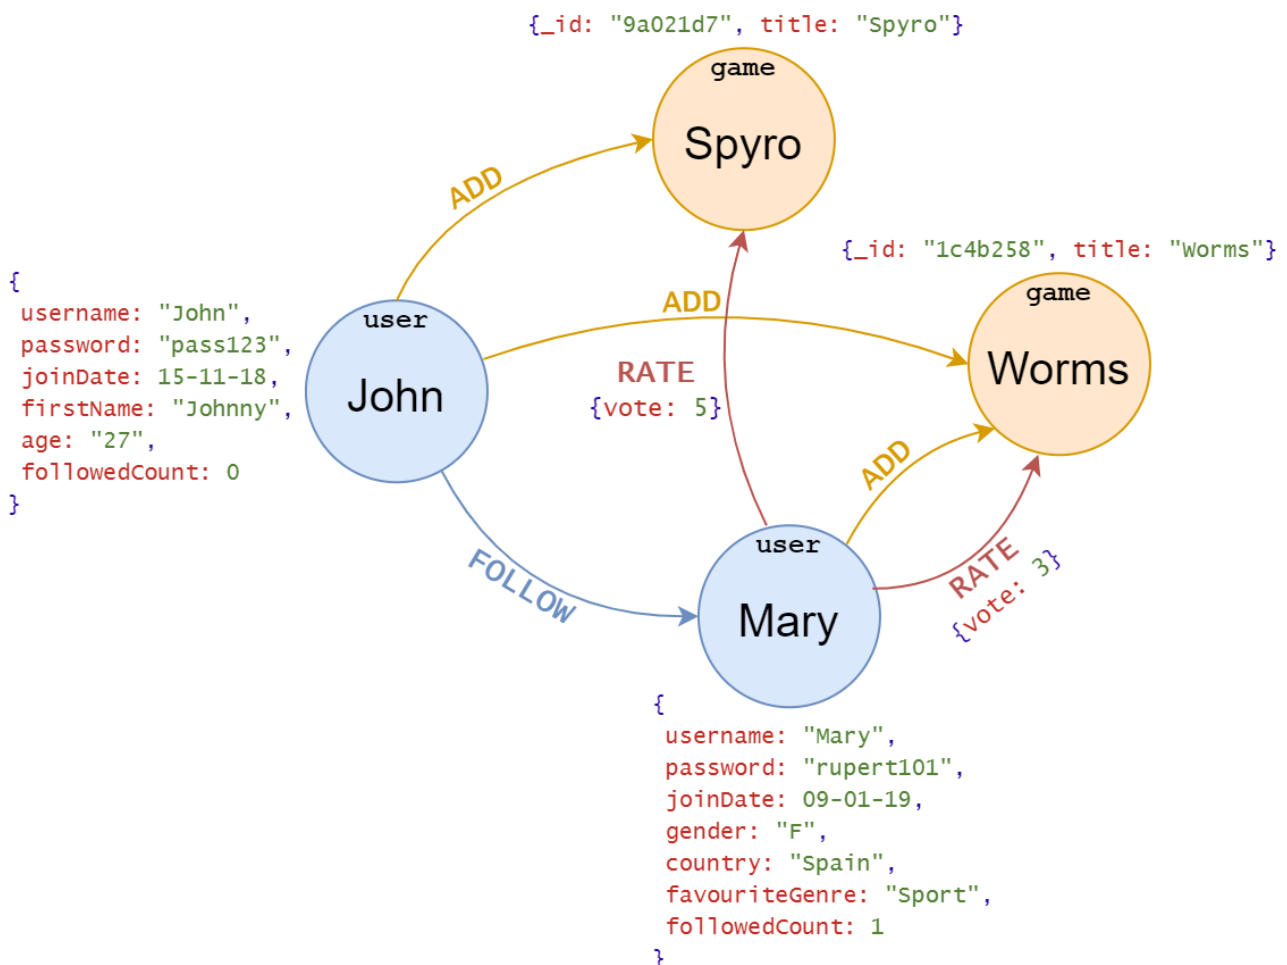 {_id: "9a021d7", title: "Spyro"}
game
Spyro
ADD
{_id: "1c4b258", title: "Worms"}
game
Worms
ADD
{
username: "John",
password: "pass123",
joinDate: 15-11-18,
firstName: "Johnny",
age: "27",
followedCount: 0
}
user
John
RATE
{vote: 5}
ADD
RATE
{vote: 3}
FOLLOW
user
Mary
{
username: "Mary",
password: "rupert101",
joinDate: 09-01-19,
gender: "F",
country: "Spain",
favouriteGenre: "Sport",
followedCount: 1
}